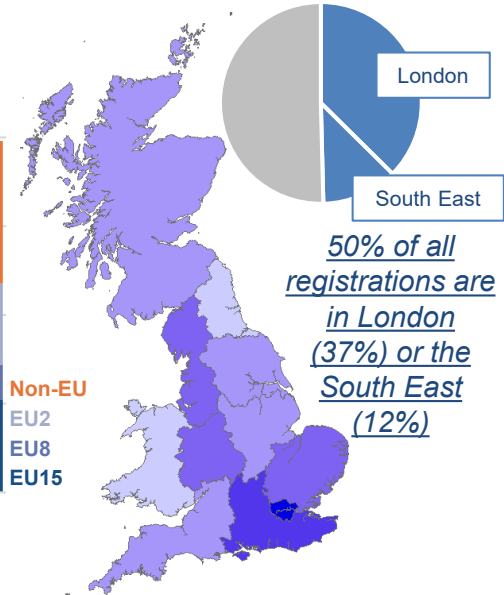 London
South East
50% of all
registrations are
in London
(37%) or the
South East
(12%)
Non-EU
EU2
EU8
EU15